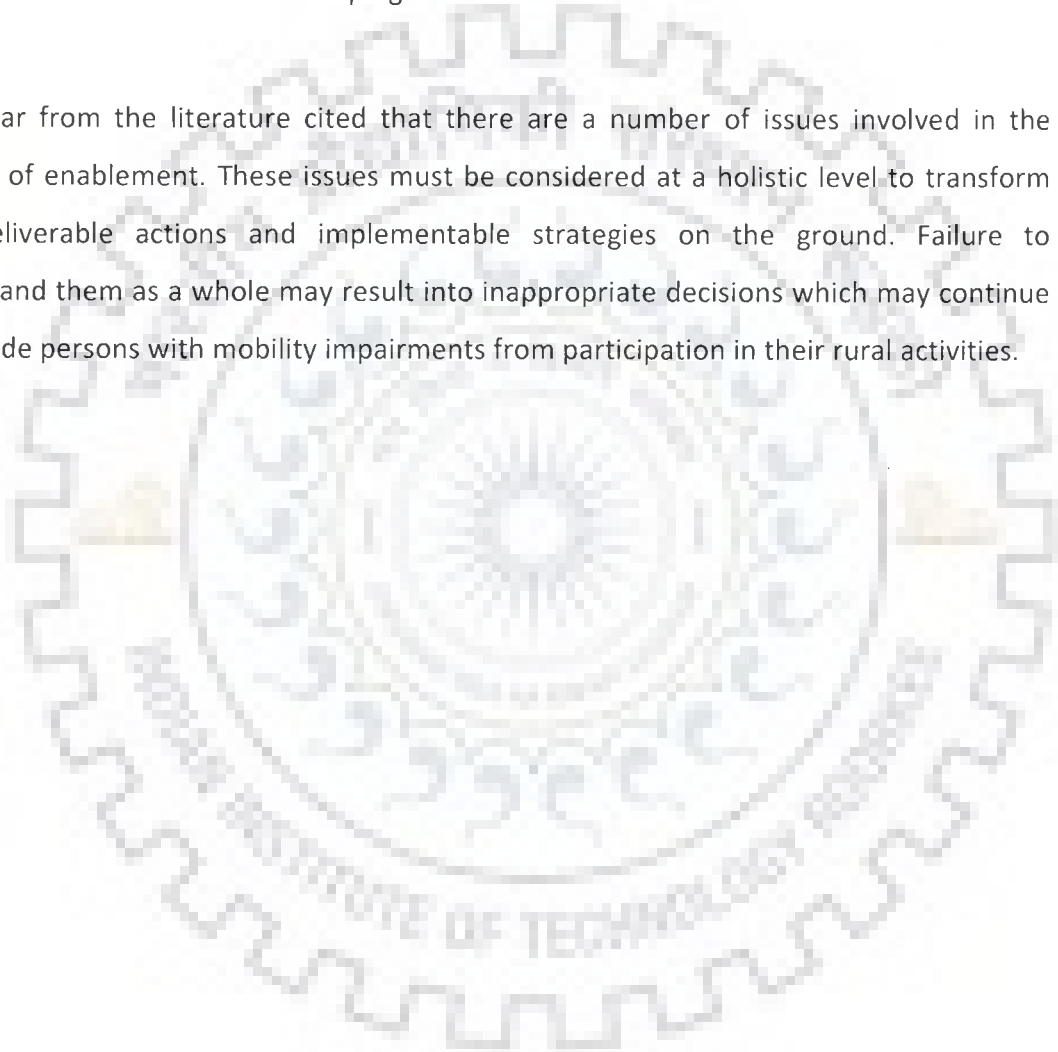 ar from the literature cited that there are a number of issues involved in the
of enablement. These issues must be considered at a holistic level to transform
eliverable actions and implementable strategies on the ground. Failure to
and them as a whole may result into inappropriate decisions which may continue
de persons with mobility impairments from participation in their rural activities.
INSTITUTE OF TECHNOLOGY